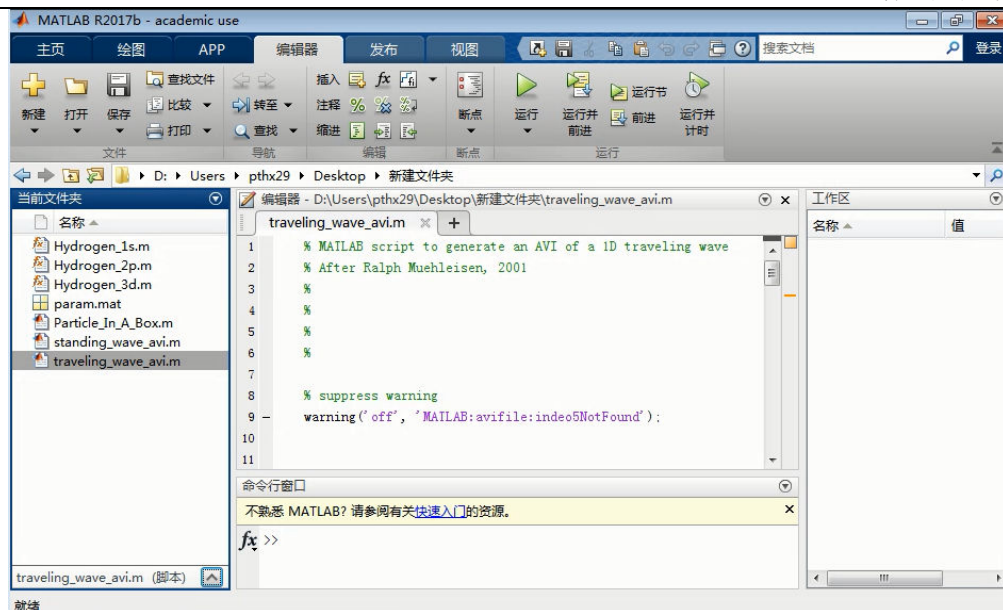 MATLAB R2017b - academic use
主页 绘图 APP 编辑器 发布 视图 搜索文档 登录
查找文件 插入 fx
新建 打开 保存 比较 转至 注释 断点 运行 运行并前进 运行节 前进 运行并计时
打印 查找 缩进
文件 导航 编辑 断点 运行
D: Users pthx29 Desktop 新建文件夹
当前文件夹
名称
Hydrogen_1s.m
Hydrogen_2p.m
Hydrogen_3d.m
param.mat
Particle_In_A_Box.m
standing_wave_avi.m
traveling_wave_avi.m
traveling_wave_avi.m (脚本)
编辑器 - D:\Users\pthx29\Desktop\新建文件夹\traveling_wave_avi.m
traveling_wave_avi.m × +
1 % MATLAB script to generate an AVI of a 1D traveling wave
2 % After Ralph Muehleisen, 2001
3 %
4 %
5 %
6 %
7
8 % suppress warning
9 – warning('off', 'MATLAB:avifile:indeo5NotFound');
10
11
命令行窗口
不熟悉 MATLAB? 请参阅有关快速入门的资源。 ×
fx >>
工作区
名称 值
就绪